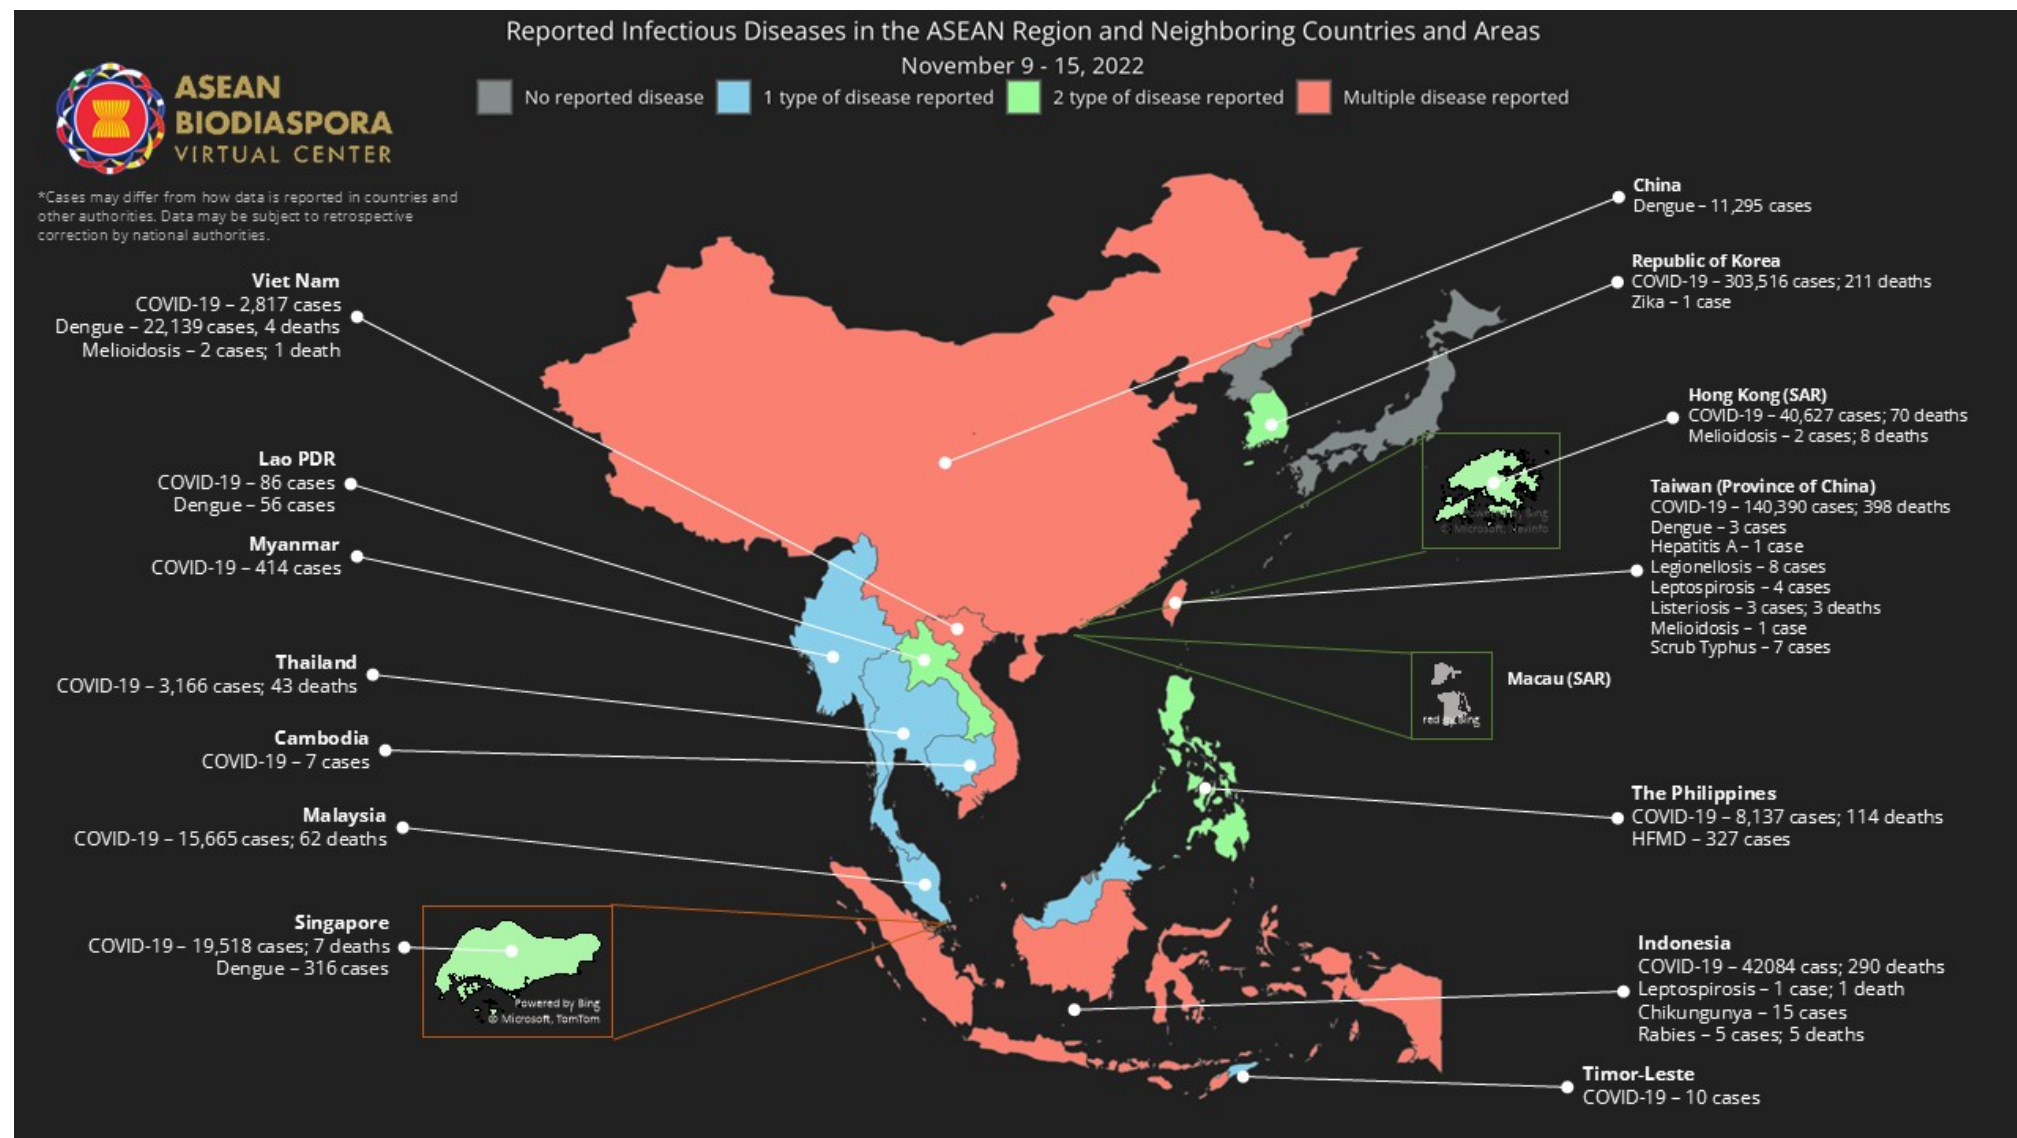 Reported Infectious Diseases in the ASEAN Region and Neighboring Countries and Areas
November 9 - 15, 2022
No reported disease
1 type of disease reported
2 type of disease reported
Multiple disease reported
ASEAN
BIODIASPORA
VIRTUAL CENTER
*Cases may differ from how data is reported in countries and
other authorities. Data may be subject to retrospective
correction by national authorities.
Viet Nam
COVID-19 – 2,817 cases
Dengue – 22,139 cases, 4 deaths
Melioidosis – 2 cases; 1 death
Lao PDR
COVID-19 – 86 cases
Dengue – 56 cases
Myanmar
COVID-19 – 414 cases
Thailand
COVID-19 – 3,166 cases; 43 deaths
Cambodia
COVID-19 – 7 cases
Malaysia
COVID-19 – 15,665 cases; 62 deaths
Singapore
COVID-19 – 19,518 cases; 7 deaths
Dengue – 316 cases
Powered by Bing
© Microsoft, TomTom
China
Dengue – 11,295 cases
Republic of Korea
COVID-19 – 303,516 cases; 211 deaths
Zika – 1 case
Hong Kong (SAR)
COVID-19 – 40,627 cases; 70 deaths
Melioidosis – 2 cases; 8 deaths
© Microsoft, Navinfo
Taiwan (Province of China)
COVID-19 – 140,390 cases; 398 deaths
Dengue – 3 cases
Hepatitis A – 1 case
Legionellosis – 8 cases
Leptospirosis – 4 cases
Listeriosis – 3 cases; 3 deaths
Melioidosis – 1 case
Scrub Typhus – 7 cases
Macau (SAR)
red by Bing
The Philippines
COVID-19 – 8,137 cases; 114 deaths
HFMD – 327 cases
Indonesia
COVID-19 – 42084 cass; 290 deaths
Leptospirosis – 1 case; 1 death
Chikungunya – 15 cases
Rabies – 5 cases; 5 deaths
Timor-Leste
COVID-19 – 10 cases